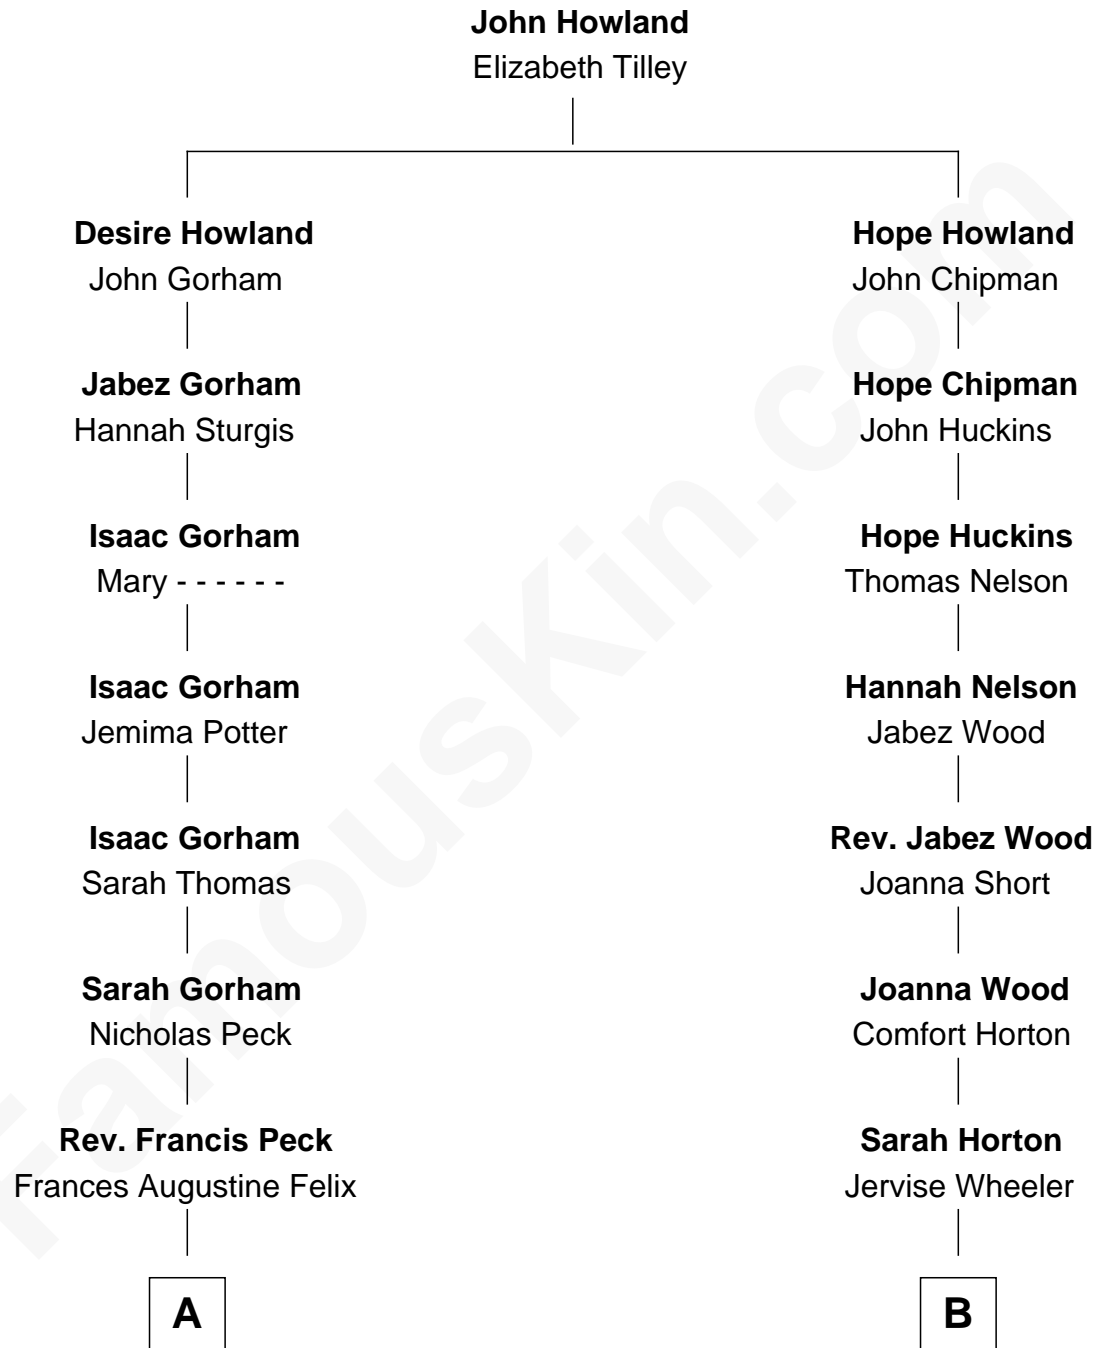 John Howland
Elizabeth Tilley
Desire Howland
John Gorham
Hope Howland
John Chipman
Jabez Gorham
Hannah Sturgis
Hope Chipman
John Huckins
Isaac Gorham
Mary - - - - - -
Hope Huckins
Thomas Nelson
Isaac Gorham
Jemima Potter
Hannah Nelson
Jabez Wood
Isaac Gorham
Sarah Thomas
Rev. Jabez Wood
Joanna Short
Sarah Gorham
Nicholas Peck
Joanna Wood
Comfort Horton
Rev. Francis Peck
Frances Augustine Felix
Sarah Horton
Jervise Wheeler
A
B
FamousKin.com